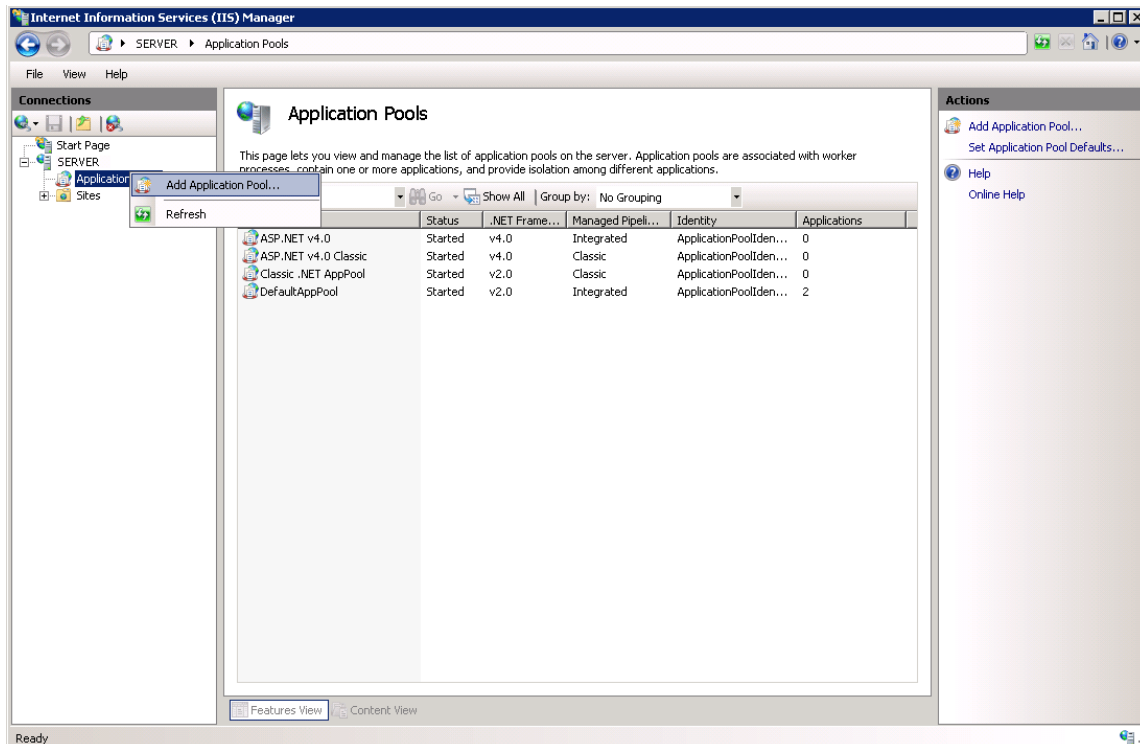 Internet Information Services (IIS) Manager
SERVER Application Pools
File View Help
Connections
Start Page
SERVER
Application
Sites
Add Application Pool...
Refresh
Application Pools
This page lets you view and manage the list of application pools on the server. Application pools are associated with worker
processes, contain one or more applications, and provide isolation among different applications.
Go Show All Group by: No Grouping
Status .NET Frame... Managed Pipeli... Identity Applications
ASP.NET v4.0 Started v4.0 Integrated ApplicationPoolIden... 0
ASP.NET v4.0 Classic Started v4.0 Classic ApplicationPoolIden... 0
Classic .NET AppPool Started v2.0 Classic ApplicationPoolIden... 0
DefaultAppPool Started v2.0 Integrated ApplicationPoolIden... 2
Features View Content View
Actions
Add Application Pool...
Set Application Pool Defaults...
Help
Online Help
Ready